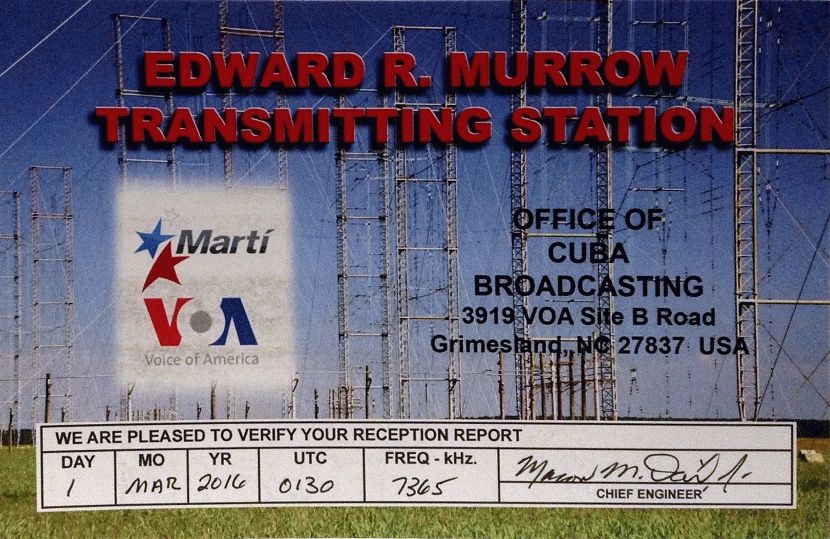 EDWARD R. MURROW
TRANSMITTING STATION
Martí
VOA
Voice of America
OFFICE OF
CUBA
BROADCASTING
3919 VOA Site B Road
Grimesland, NC 27837 USA
WE ARE PLEASED TO VERIFY YOUR RECEPTION REPORT
DAY MO YR UTC FREQ - kHz.
1 MAR 2016 0130 7365
CHIEF ENGINEER